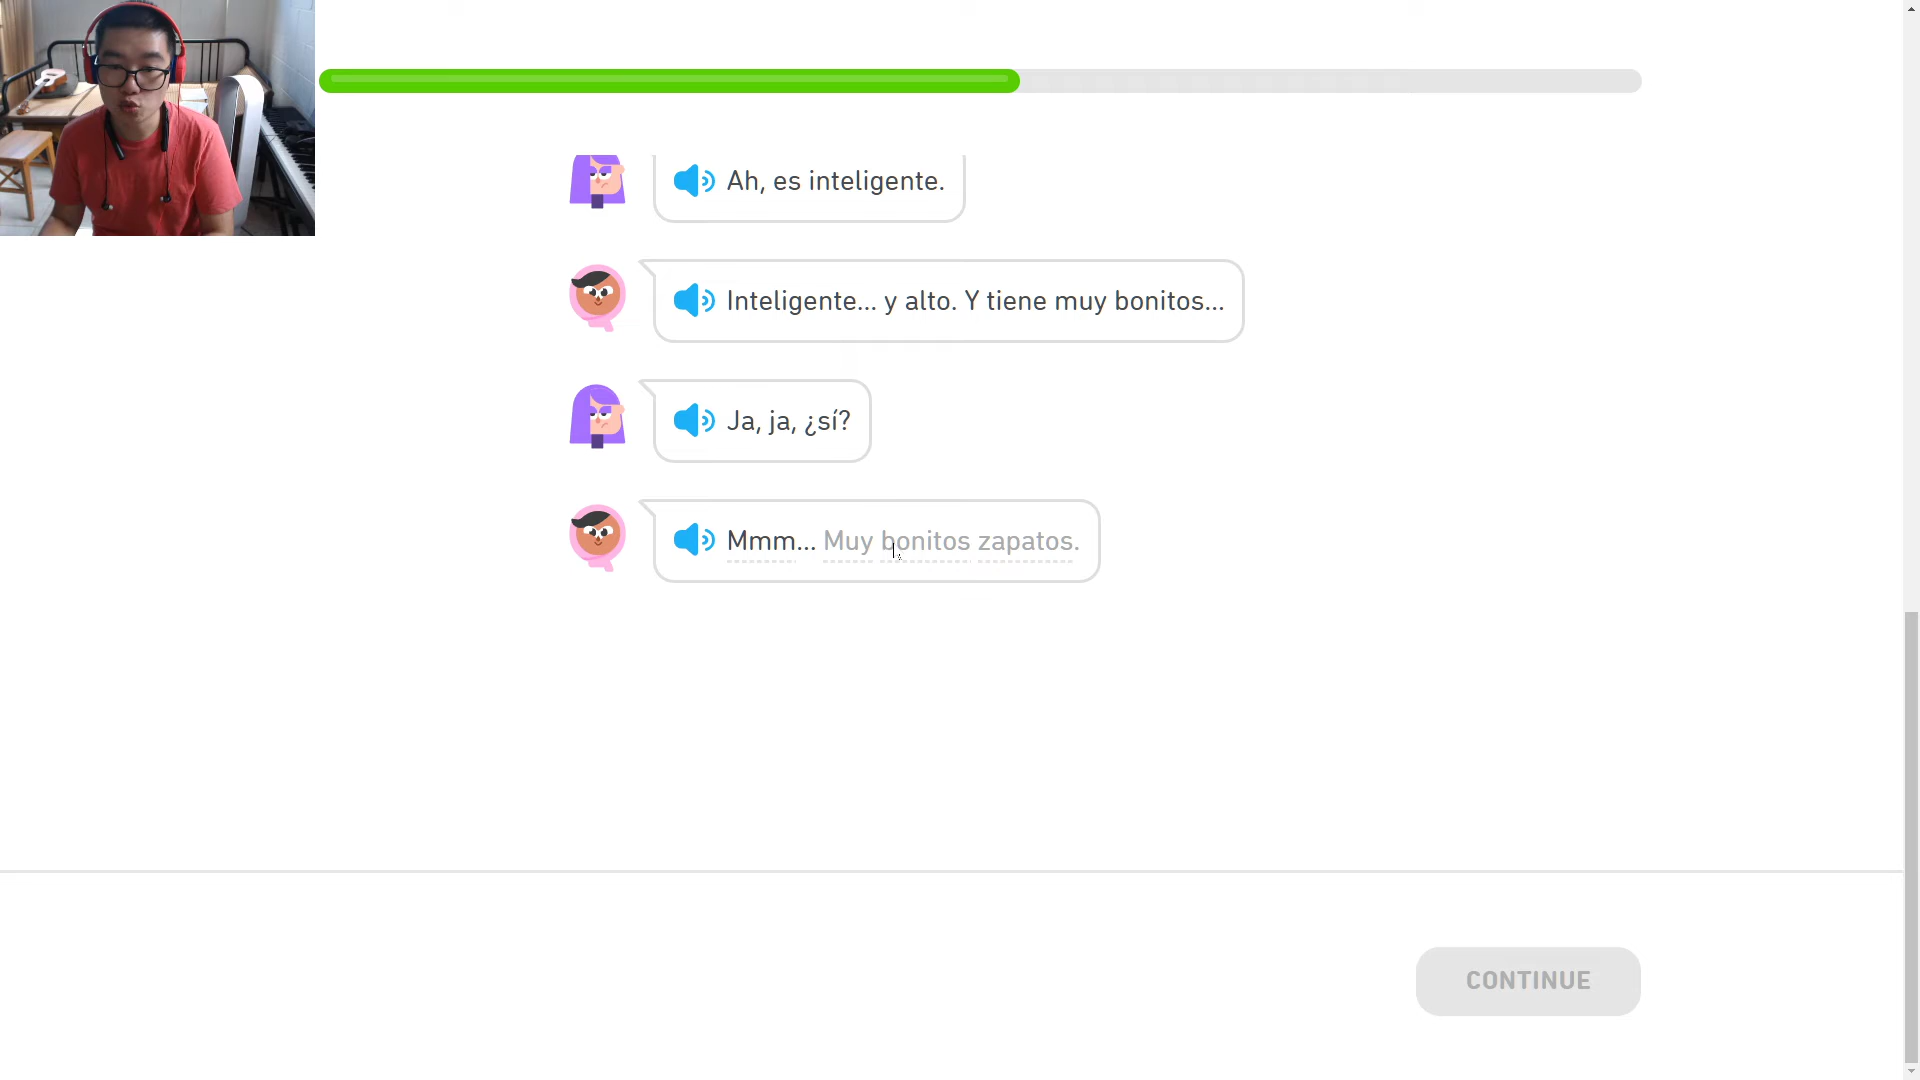 Ah, es inteligente.
Inteligente... y alto. Y tiene muy bonitos...
Ja, ja, ¿sí?
Mmm... Muy bonitos zapatos.
CONTINUE